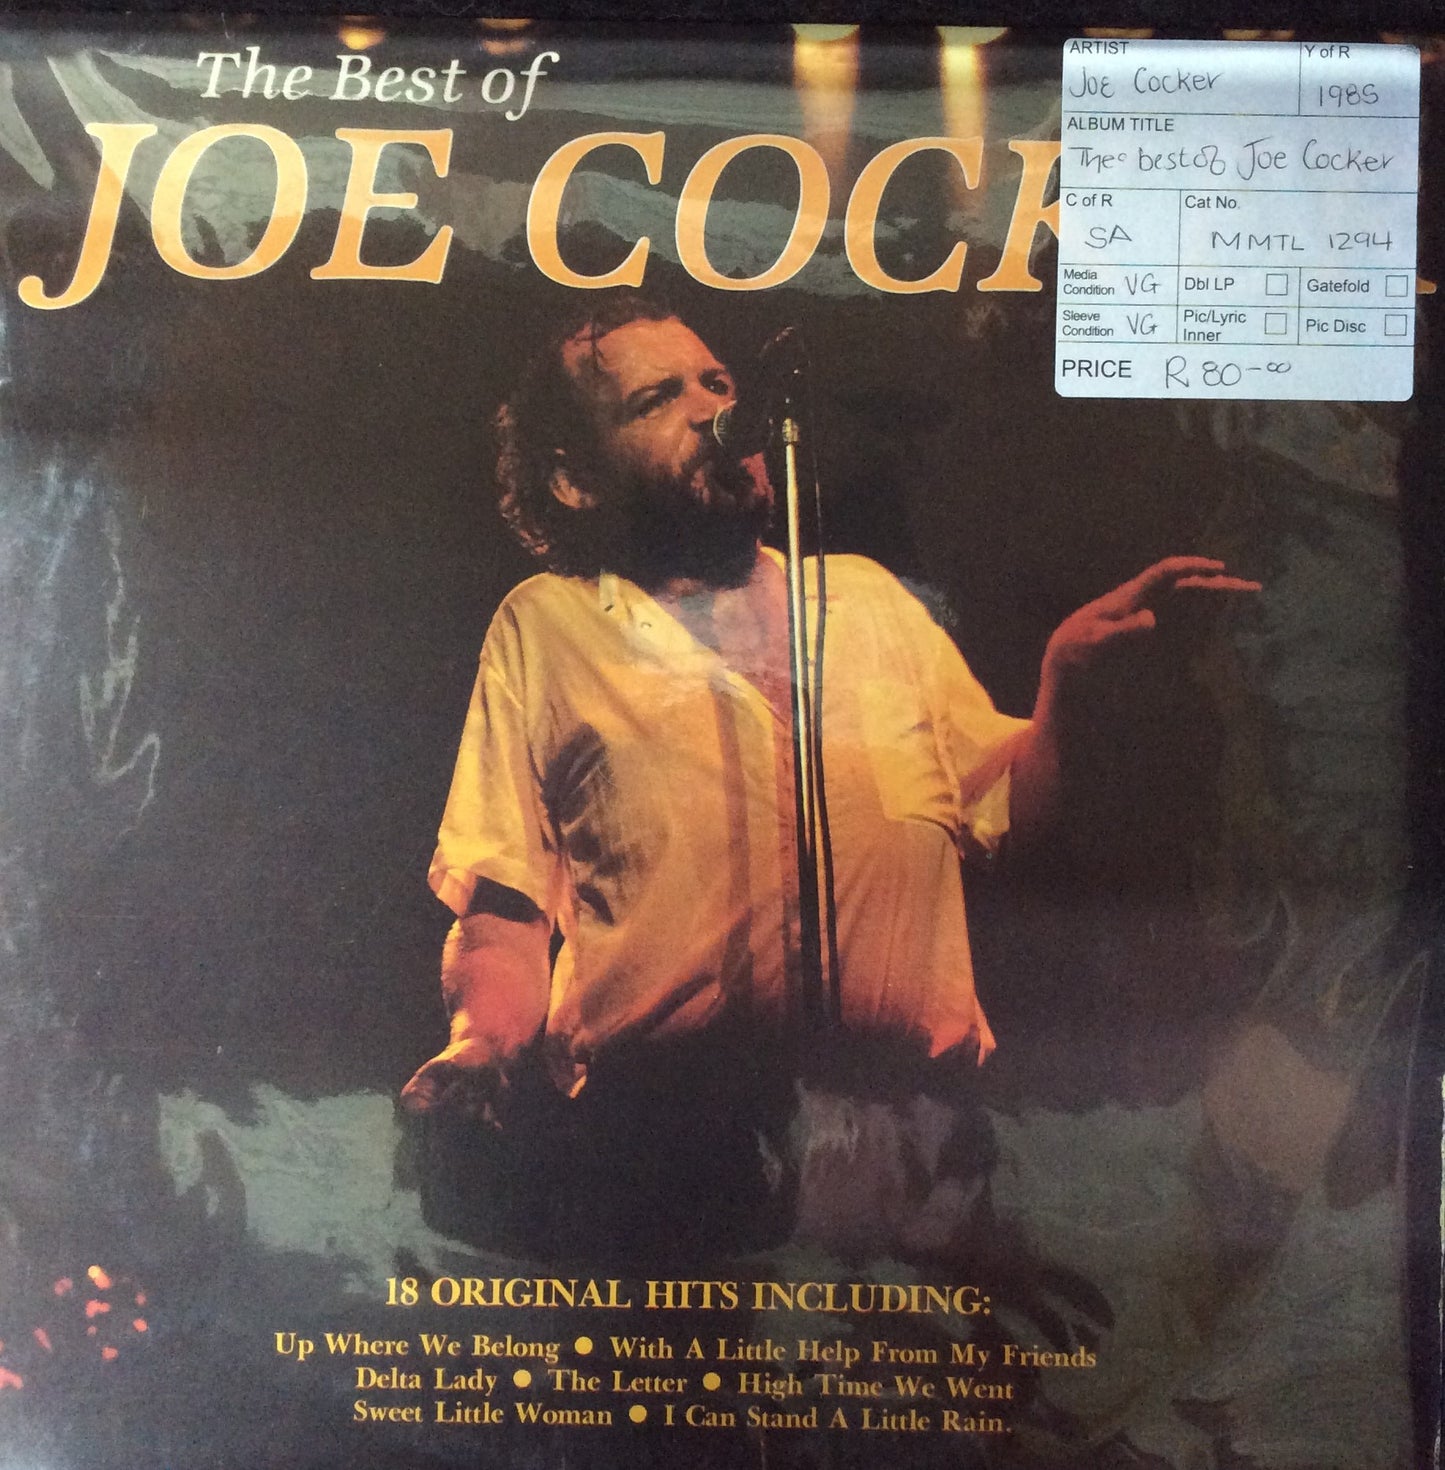 The Best of
JOE COCK
ARTIST
Joe Cocker
Y of R
1985
ALBUM TITLE
The best of Joe Cocker
C of R
SA
Cat No.
MMTL 1294
Media Condition VG
Dbl LP
Gatefold
Sleeve Condition VG
Pic/Lyric Inner
Pic Disc
PRICE R 80-00
18 ORIGINAL HITS INCLUDING:
Up Where We Belong ● With A Little Help From My Friends
Delta Lady ● The Letter ● High Time We Went
Sweet Little Woman ● I Can Stand A Little Rain.